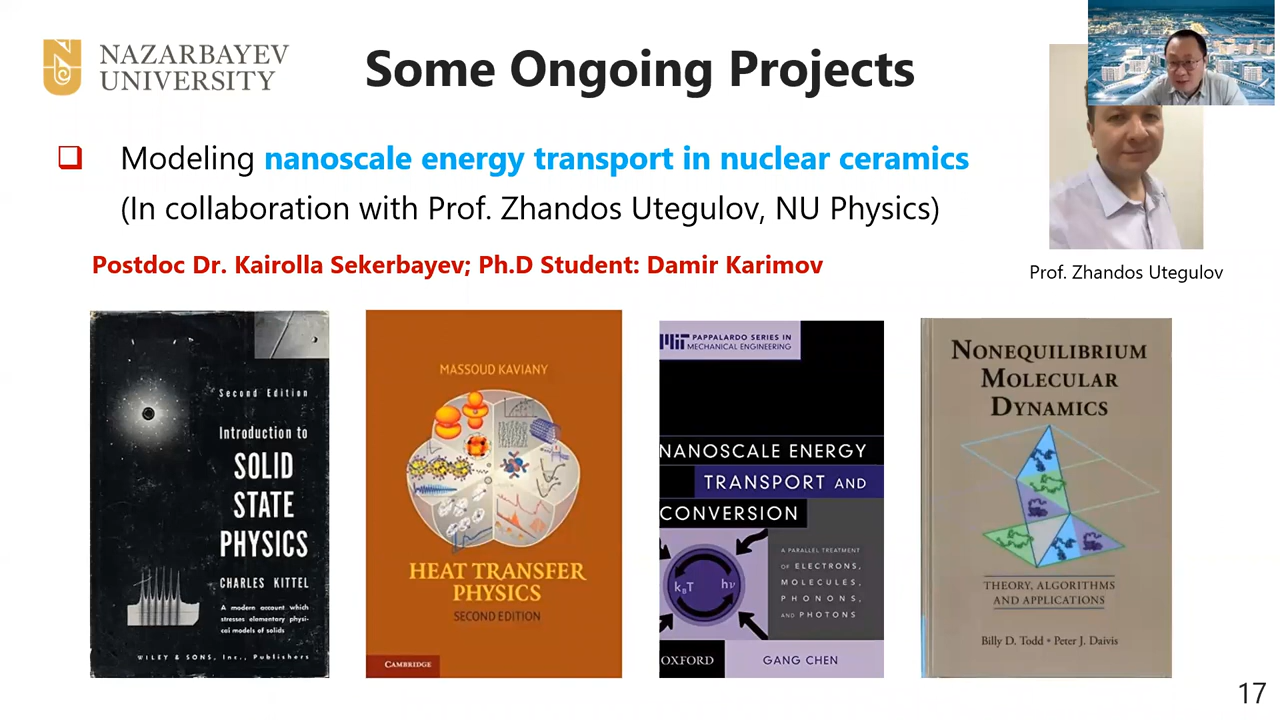 NAZARBAYEV
UNIVERSITY
Some Ongoing Projects
Modeling nanoscale energy transport in nuclear ceramics
(In collaboration with Prof. Zhandos Utegulov, NU Physics)
Postdoc Dr. Kairolla Sekerbayev; Ph.D Student: Damir Karimov
Prof. Zhandos Utegulov
Second Edition
Introduction to
SOLID
STATE
PHYSICS
CHARLES KITTEL
A modern account which
stresses elementary physi-
cal models of solids
WILEY & SONS, Inc., Publishers
MASSOUD KAVIANY
HEAT TRANSFER
PHYSICS
SECOND EDITION
CAMBRIDGE
PAPPALARDO SERIES IN
MECHANICAL ENGINEERING
NANOSCALE ENERGY
TRANSPORT AND
CONVERSION
A PARALLEL TREATMENT
OF ELECTRONS,
MOLECULES,
PHONONS,
AND PHOTONS
kBT hν
OXFORD
GANG CHEN
NONEQUILIBRIUM
MOLECULAR
DYNAMICS
THEORY, ALGORITHMS
AND APPLICATIONS
Billy D. Todd • Peter J. Daivis
17